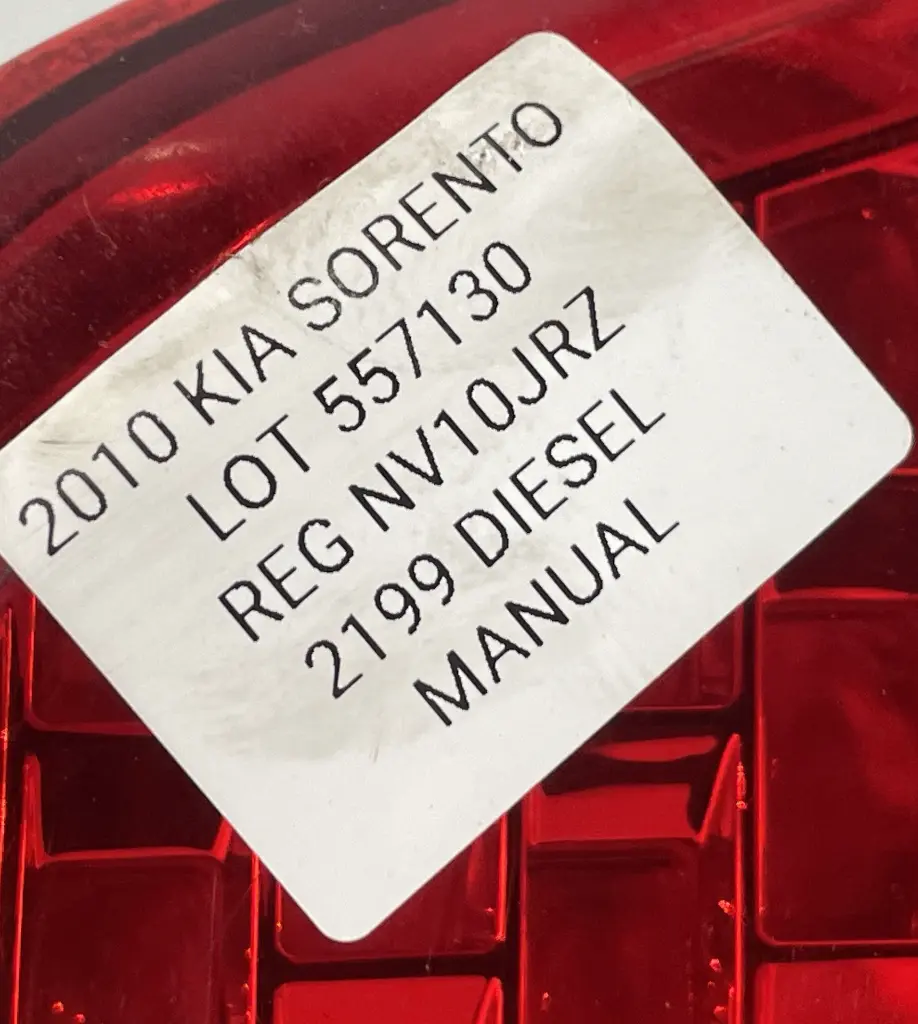 2010 KIA SORENTO
LOT 557130
REG NV10JRZ
2199 DIESEL
MANUAL